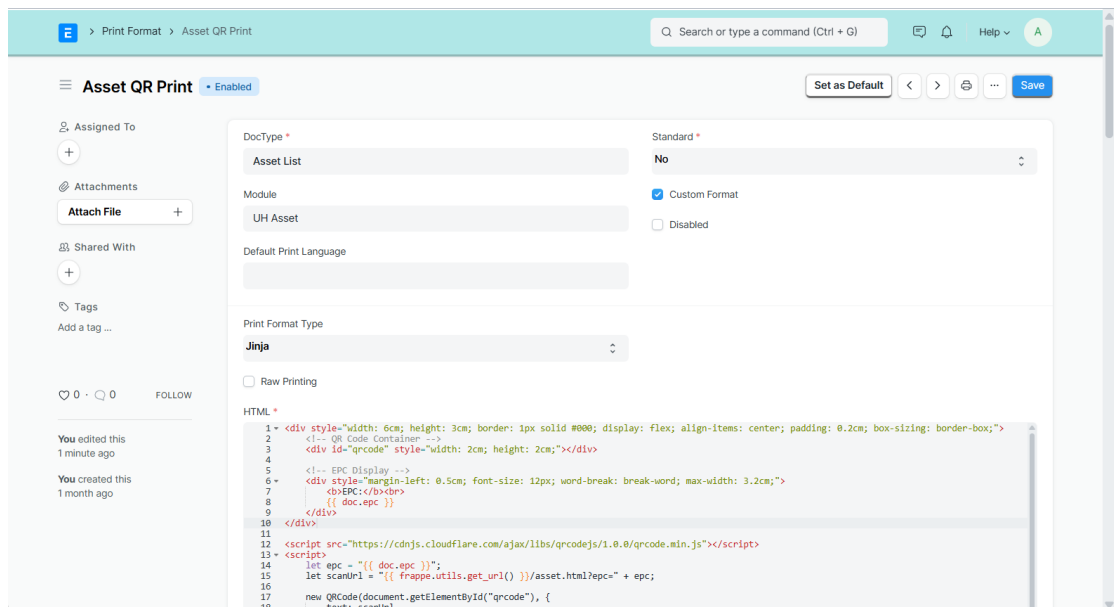 E > Print Format > Asset QR Print
Search or type a command (Ctrl + G)
Help
A
Asset QR Print
• Enabled
Set as Default
< > ... Save
Assigned To
+
Attachments
Attach File +
Shared With
+
Tags
Add a tag ...
0 · 0 FOLLOW
You edited this
1 minute ago
You created this
1 month ago
DocType *
Asset List
Standard *
No
Module
UH Asset
Custom Format
Disabled
Default Print Language
Print Format Type
Jinja
Raw Printing
HTML *
1 <div style="width: 6cm; height: 3cm; border: 1px solid #000; display: flex; align-items: center; padding: 0.2cm; box-sizing: border-box;">
2 <!-- QR Code Container -->
3 <div id="qrcode" style="width: 2cm; height: 2cm;"></div>
4
5 <!-- EPC Display -->
6 <div style="margin-left: 0.5cm; font-size: 12px; word-break: break-word; max-width: 3.2cm;">
7 <b>EPC:</b><br>
8 {{ doc.epc }}
9 </div>
10 </div>
11
12 <script src="https://cdnjs.cloudflare.com/ajax/libs/qrcodejs/1.0.0/qrcode.min.js"></script>
13 <script>
14 let epc = "{{ doc.epc }}";
15 let scanUrl = "{{ frappe.utils.get_url() }}/asset.html?epc=" + epc;
16
17 new QRCode(document.getElementById("qrcode"), {
18 text: scanUrl